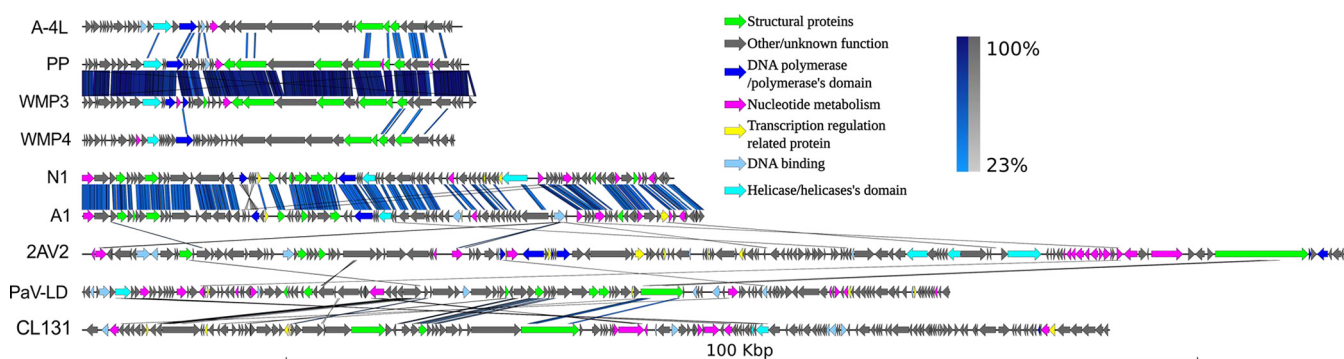 A-4L
PP
WMP3
WMP4
N1
A1
2AV2
PaV-LD
CL131
Structural proteins
Other/unknown function
DNA polymerase
/polymerase's domain
Nucleotide metabolism
Transcription regulation
related protein
DNA binding
Helicase/helicases's domain
100%
23%
100 Kbp